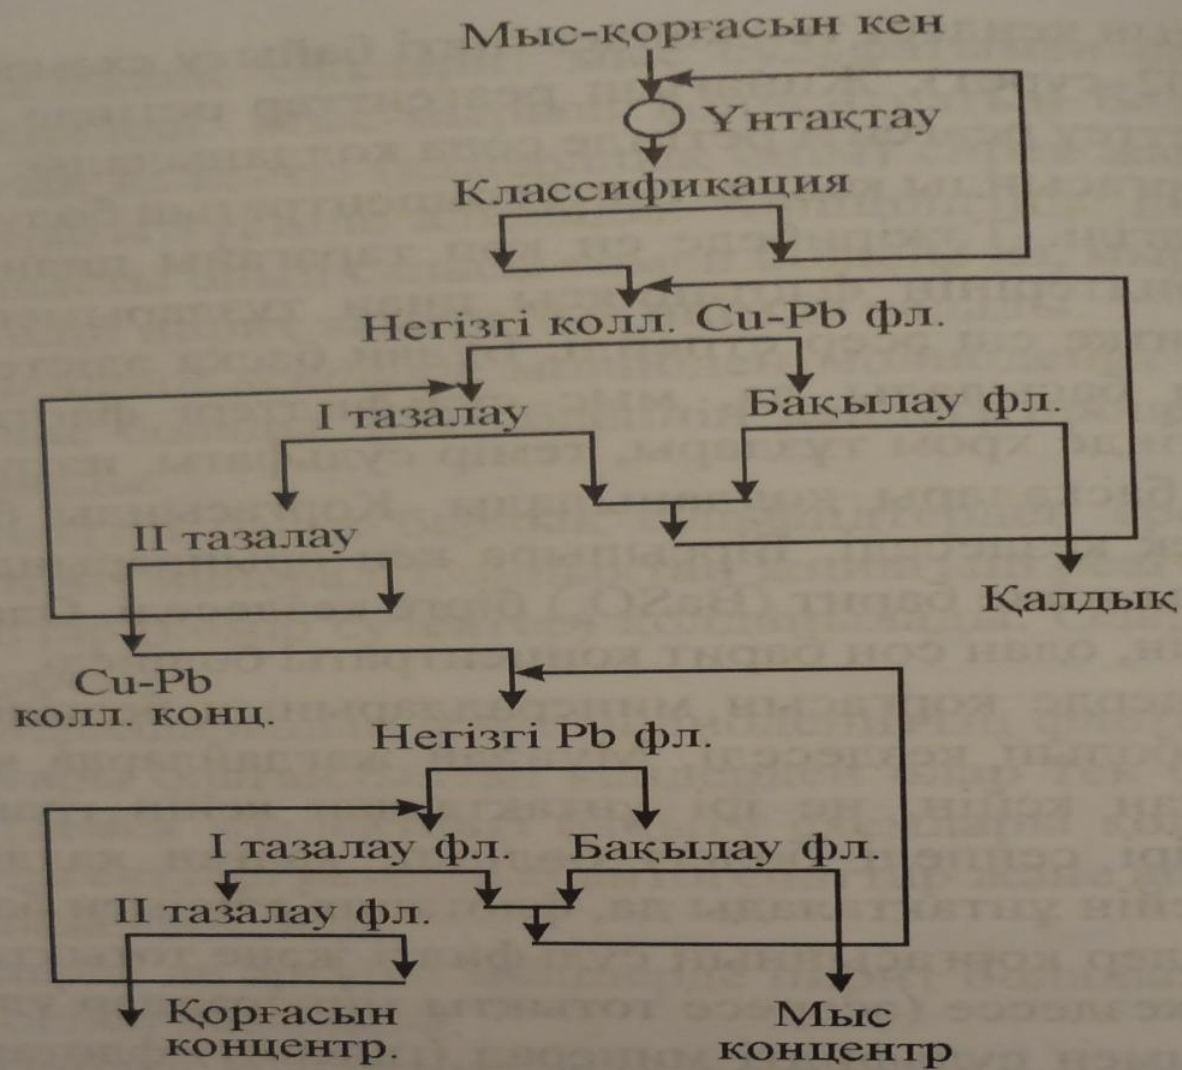 Мыс-қорғасын кен
Ұнтақтау
Классификация
Негізгі колл. Cu-Pb фл.
I тазалау
Бақылау фл.
II тазалау
Қалдық
Cu-Pb
колл. конц.
Негізгі Pb фл.
I тазалау фл.
Бақылау фл.
II тазалау фл.
Қорғасын
концентр.
Мыс
концентр